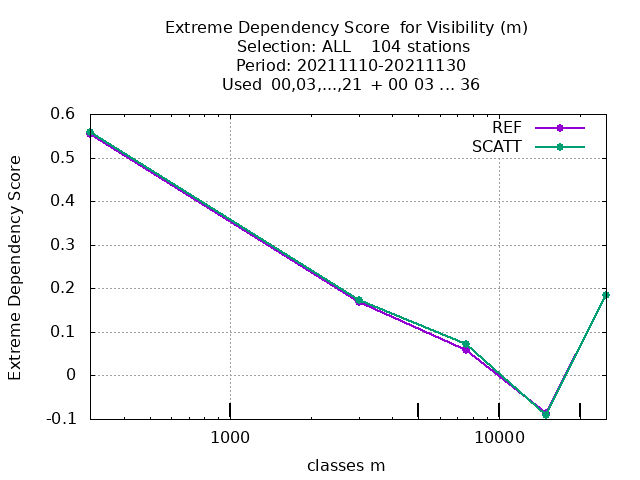 Extreme Dependency Score  for Visibility (m)
Selection: ALL    104 stations
Period: 20211110-20211130
Used  00,03,...,21  + 00 03 ... 36
REF
SCATT
0.6
0.5
0.4
0.3
0.2
0.1
0
-0.1
Extreme Dependency Score
1000
10000
classes m